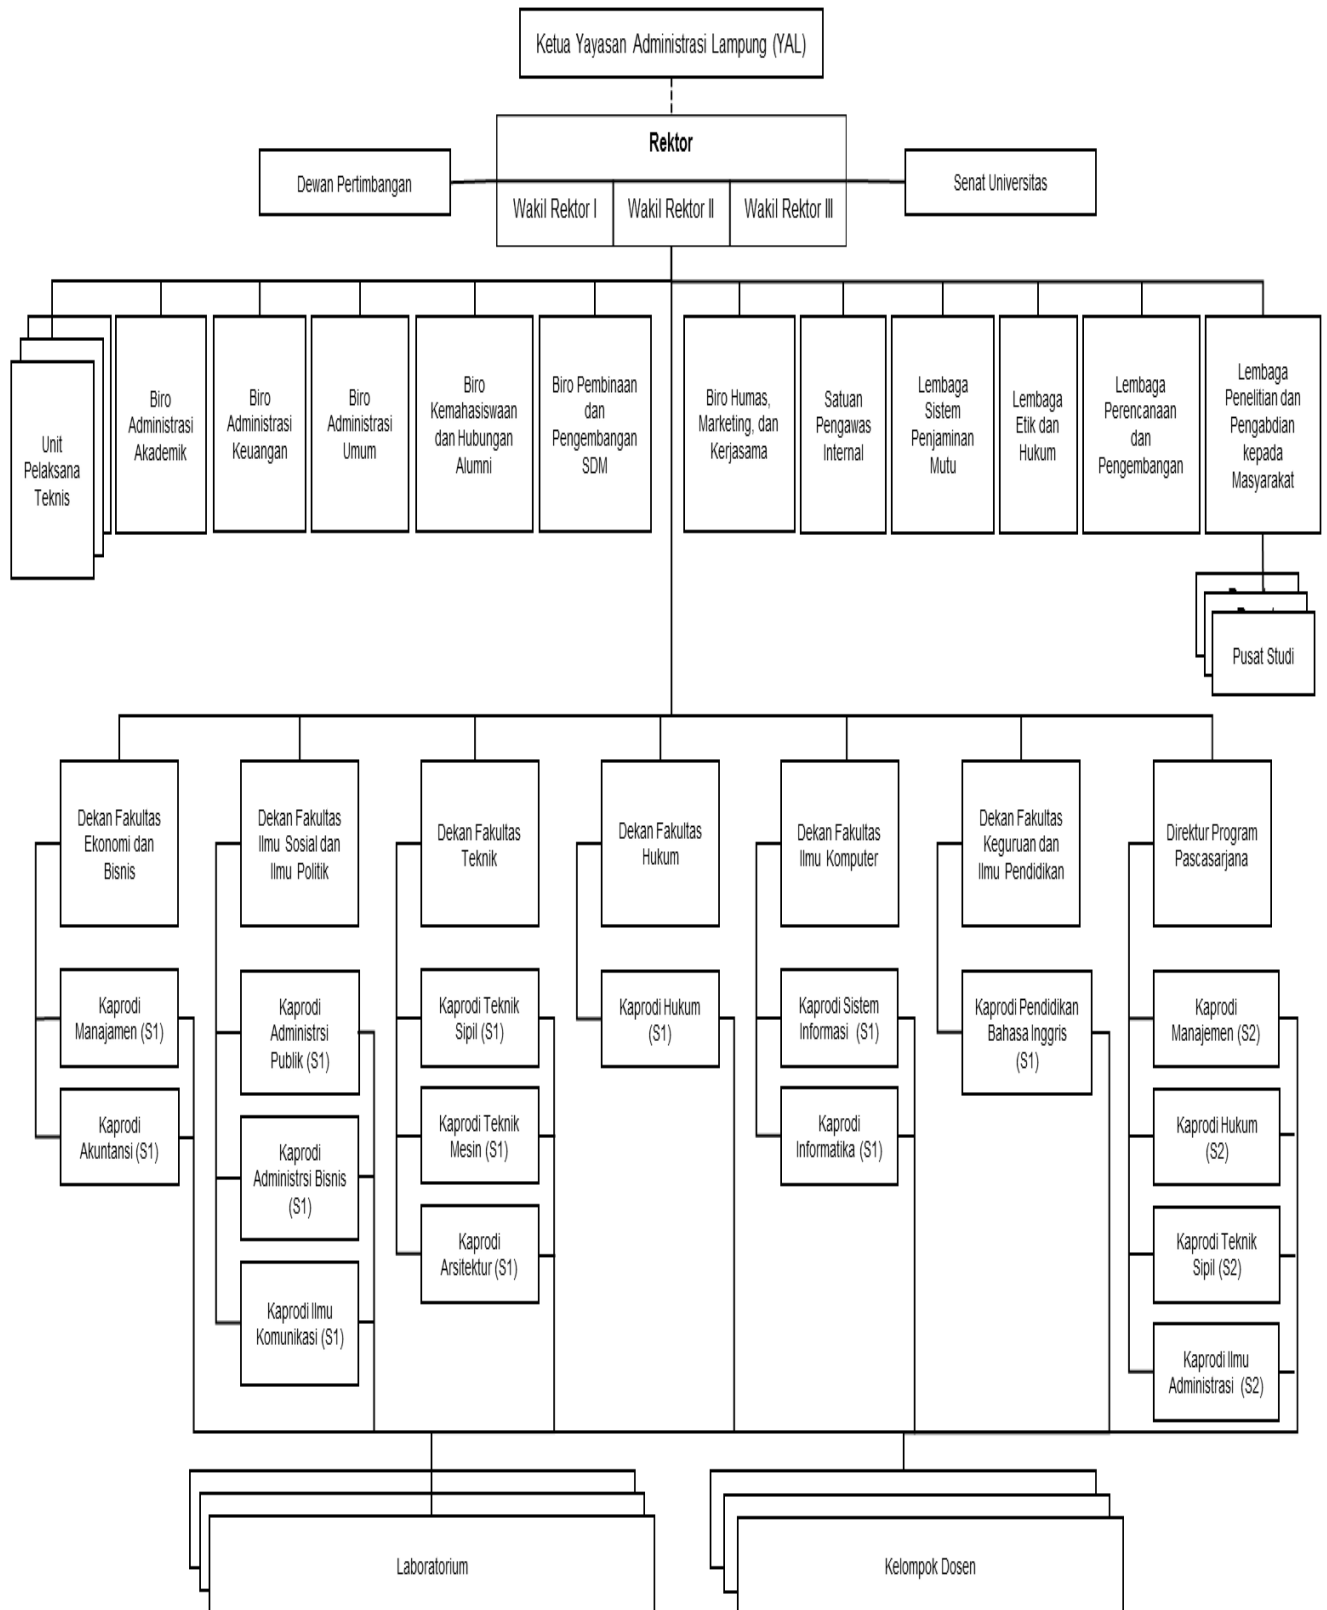 Ketua Yayasan Administrasi Lampung (YAL)
Rektor
Dewan Pertimbangan
Senat Universitas
Wakil Rektor I
Wakil Rektor II
Wakil Rektor III
Unit
Pelaksana
Teknis
Biro
Administrasi
Akademik
Biro
Administrasi
Keuangan
Biro
Administrasi
Umum
Biro
Kemahasiswaan
dan Hubungan
Alumni
Biro Pembinaan
dan
Pengembangan
SDM
Biro Humas,
Marketing, dan
Kerjasama
Satuan
Pengawas
Internal
Lembaga
Sistem
Penjaminan
Mutu
Lembaga
Etik dan
Hukum
Lembaga
Perencanaan
dan
Pengembangan
Lembaga
Penelitian dan
Pengabdian
kepada
Masyarakat
Pusat Studi
Dekan Fakultas
Ekonomi dan
Bisnis
Dekan Fakultas
Ilmu Sosial dan
Ilmu Politik
Dekan Fakultas
Teknik
Dekan Fakultas
Hukum
Dekan Fakultas
Ilmu Komputer
Dekan Fakultas
Keguruan dan
Ilmu Pendidikan
Direktur Program
Pascasarjana
Kaprodi
Manajamen (S1)
Kaprodi
Akuntansi (S1)
Kaprodi
Administrsi
Publik (S1)
Kaprodi
Administrsi Bisnis
(S1)
Kaprodi Ilmu
Komunikasi (S1)
Kaprodi Teknik
Sipil (S1)
Kaprodi Teknik
Mesin (S1)
Kaprodi
Arsitektur (S1)
Kaprodi Hukum
(S1)
Kaprodi Sistem
Informasi (S1)
Kaprodi
Informatika (S1)
Kaprodi Pendidikan
Bahasa Inggris
(S1)
Kaprodi
Manajemen (S2)
Kaprodi Hukum
(S2)
Kaprodi Teknik
Sipil (S2)
Kaprodi Ilmu
Administrasi (S2)
Laboratorium
Kelompok Dosen